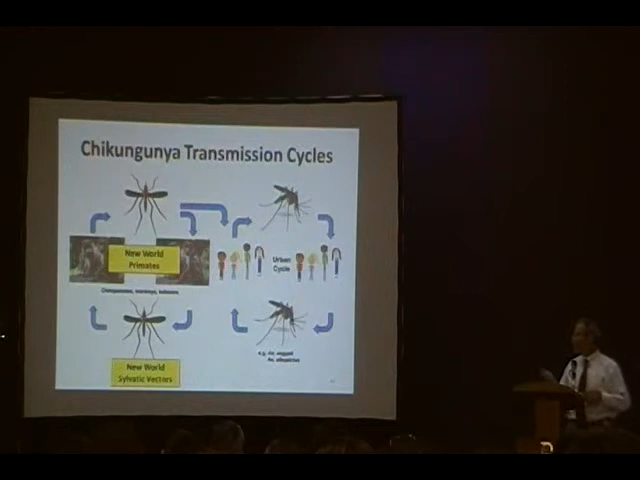 Chikungunya Transmission Cycles
New World
Primates
Urban
Cycle
Chimpanzees, monkeys, baboons
e.g. Ae. aegypti
Ae. albopictus
New World
Sylvatic Vectors